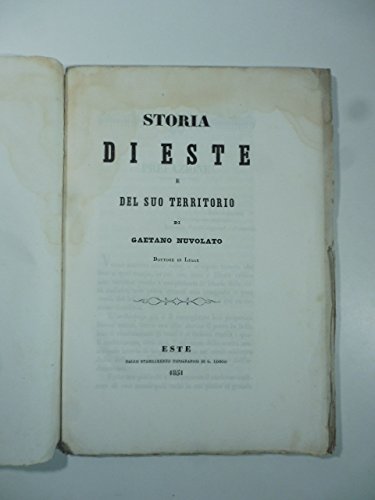 STORIA
DI ESTE
E
DEL SUO TERRITORIO
DI
GAETANO NUVOLATO
DOTTORE IN LEGGE
ESTE
DALLO STABILIMENTO TIPOGRAFICO DI G. LONGO
1851